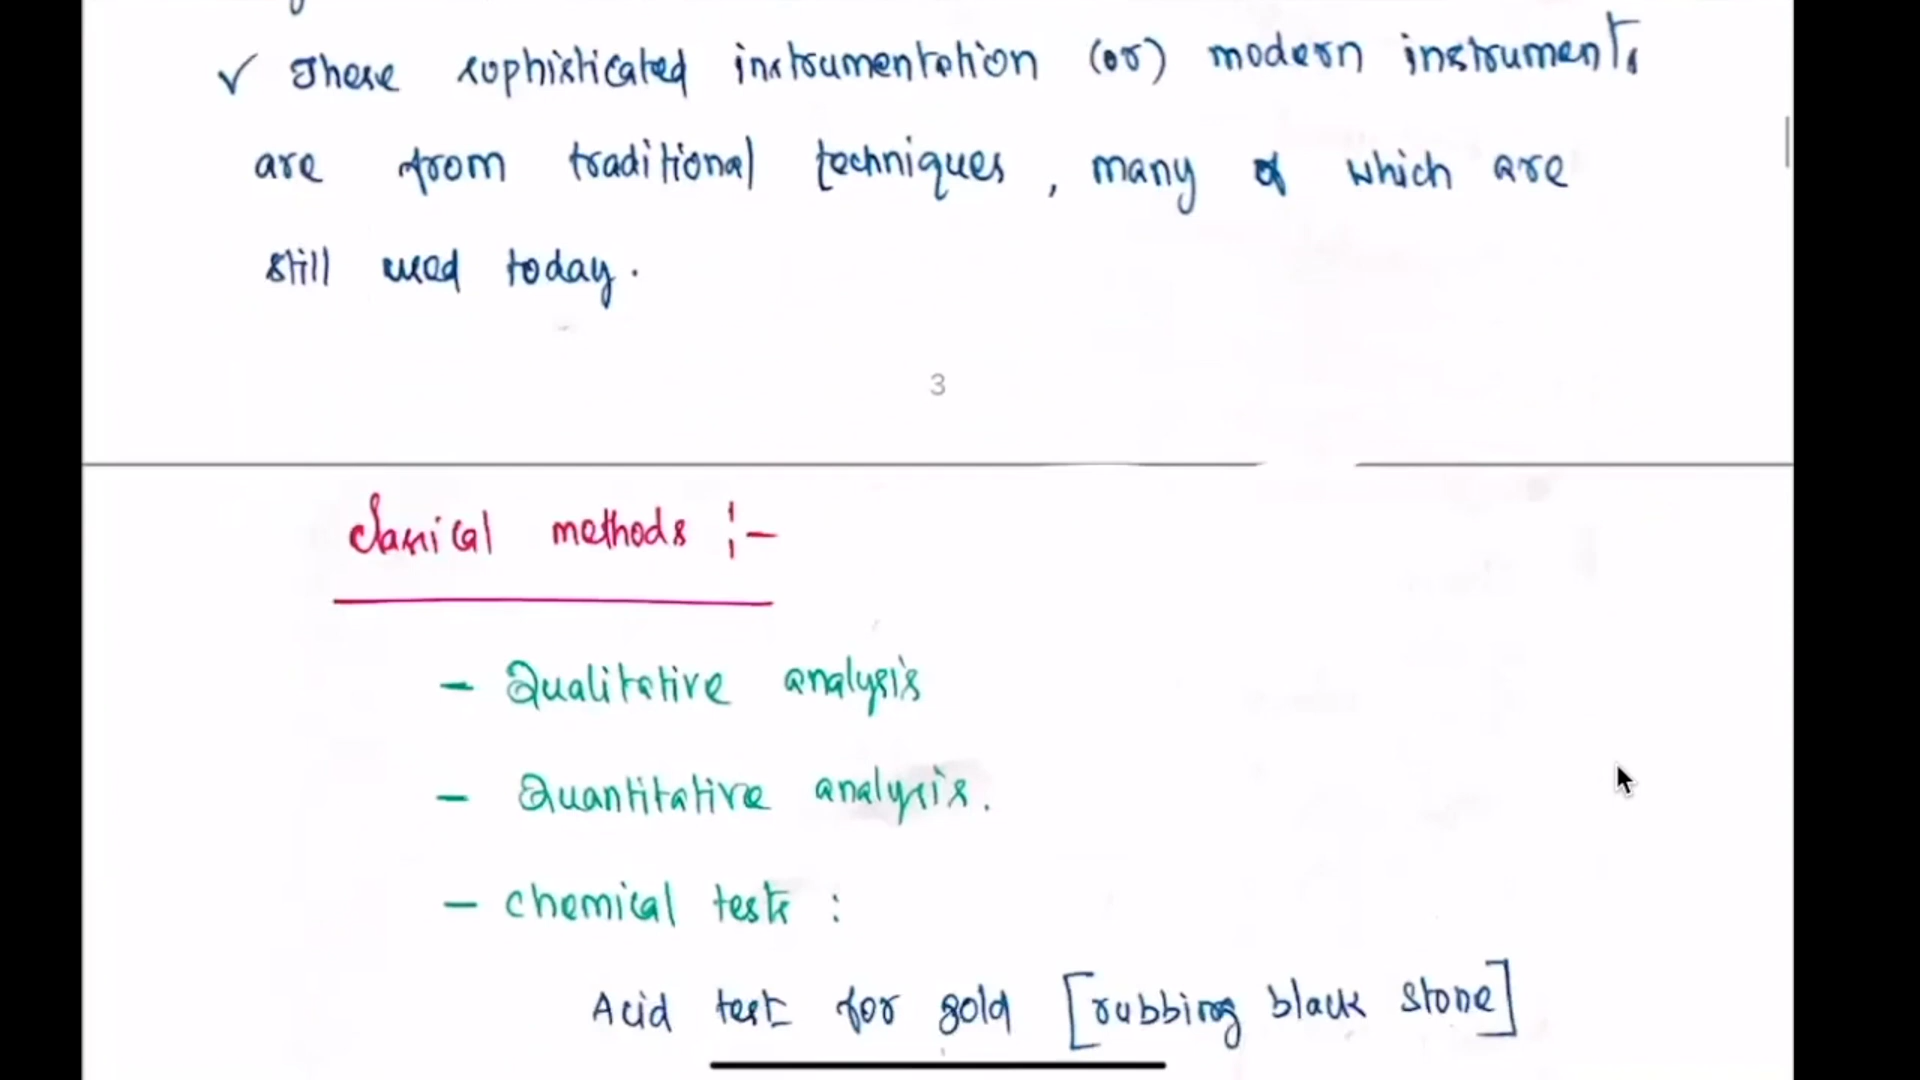 ✓ These sophisticated instrumentation (or) modern instruments
are from traditional techniques, many of which are
still used today.
3
Classical methods :-
- Qualitative analysis
- Quantitative analysis.
- chemical tests :
Acid test for gold [rubbing black stone]